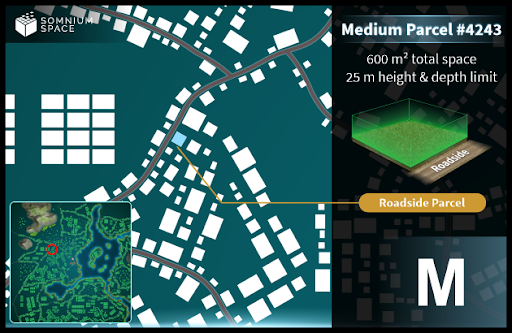 SOMNIUM
SPACE
Medium Parcel #4243
600 m² total space
25 m height & depth limit
Roadside
Roadside Parcel
M